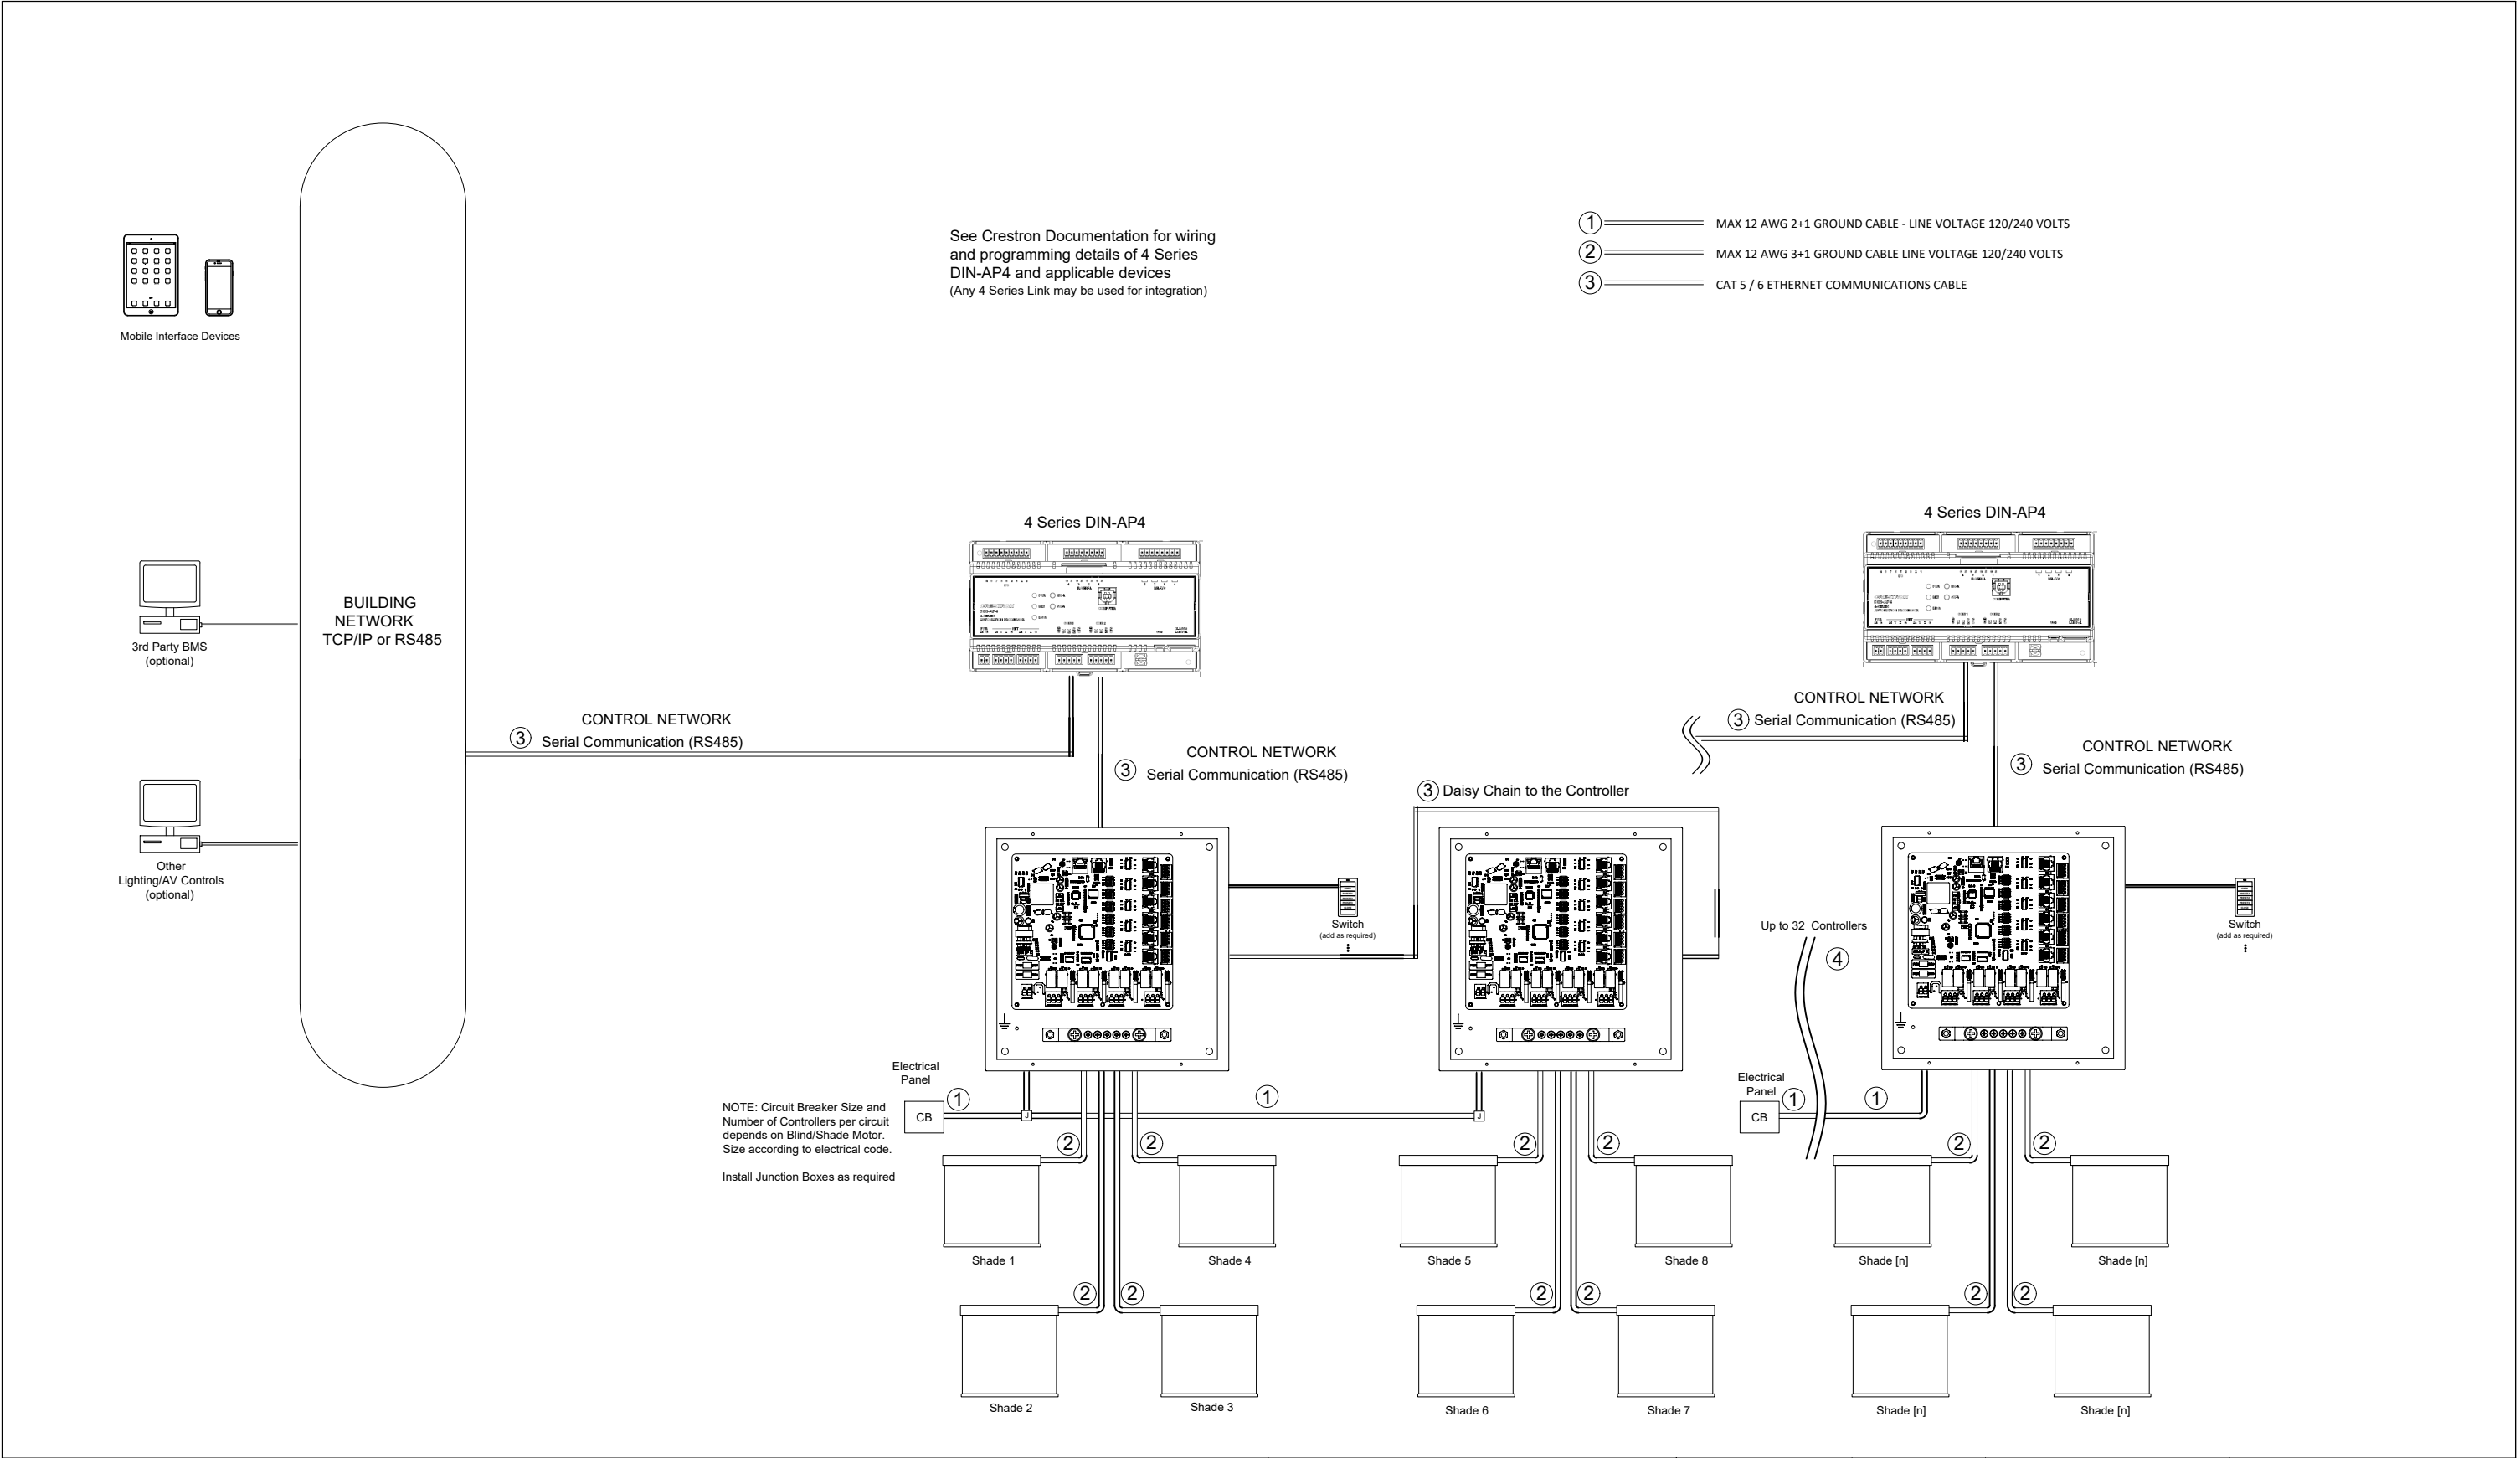 See Crestron Documentation for wiring
and programming details of 4 Series
DIN-AP4 and applicable devices
(Any 4 Series Link may be used for integration)
1 MAX 12 AWG 2+1 GROUND CABLE - LINE VOLTAGE 120/240 VOLTS
2 MAX 12 AWG 3+1 GROUND CABLE LINE VOLTAGE 120/240 VOLTS
3 CAT 5 / 6 ETHERNET COMMUNICATIONS CABLE
Mobile Interface Devices
3rd Party BMS
(optional)
Other
Lighting/AV Controls
(optional)
BUILDING
NETWORK
TCP/IP or RS485
4 Series DIN-AP4
4 Series DIN-AP4
CONTROL NETWORK
3 Serial Communication (RS485)
CONTROL NETWORK
3 Serial Communication (RS485)
CONTROL NETWORK
3 Serial Communication (RS485)
CONTROL NETWORK
3 Serial Communication (RS485)
3 Daisy Chain to the Controller
Switch
(add as required)
Up to 32 Controllers
4
Switch
(add as required)
Electrical
Panel
CB
1
J
1
J
Electrical
Panel
CB
1
1
NOTE: Circuit Breaker Size and
Number of Controllers per circuit
depends on Blind/Shade Motor.
Size according to electrical code.
Install Junction Boxes as required
2
2
2
2
2
2
Shade 1
Shade 4
Shade 5
Shade 8
Shade [n]
Shade [n]
2
2
2
2
2
2
Shade 2
Shade 3
Shade 6
Shade 7
Shade [n]
Shade [n]